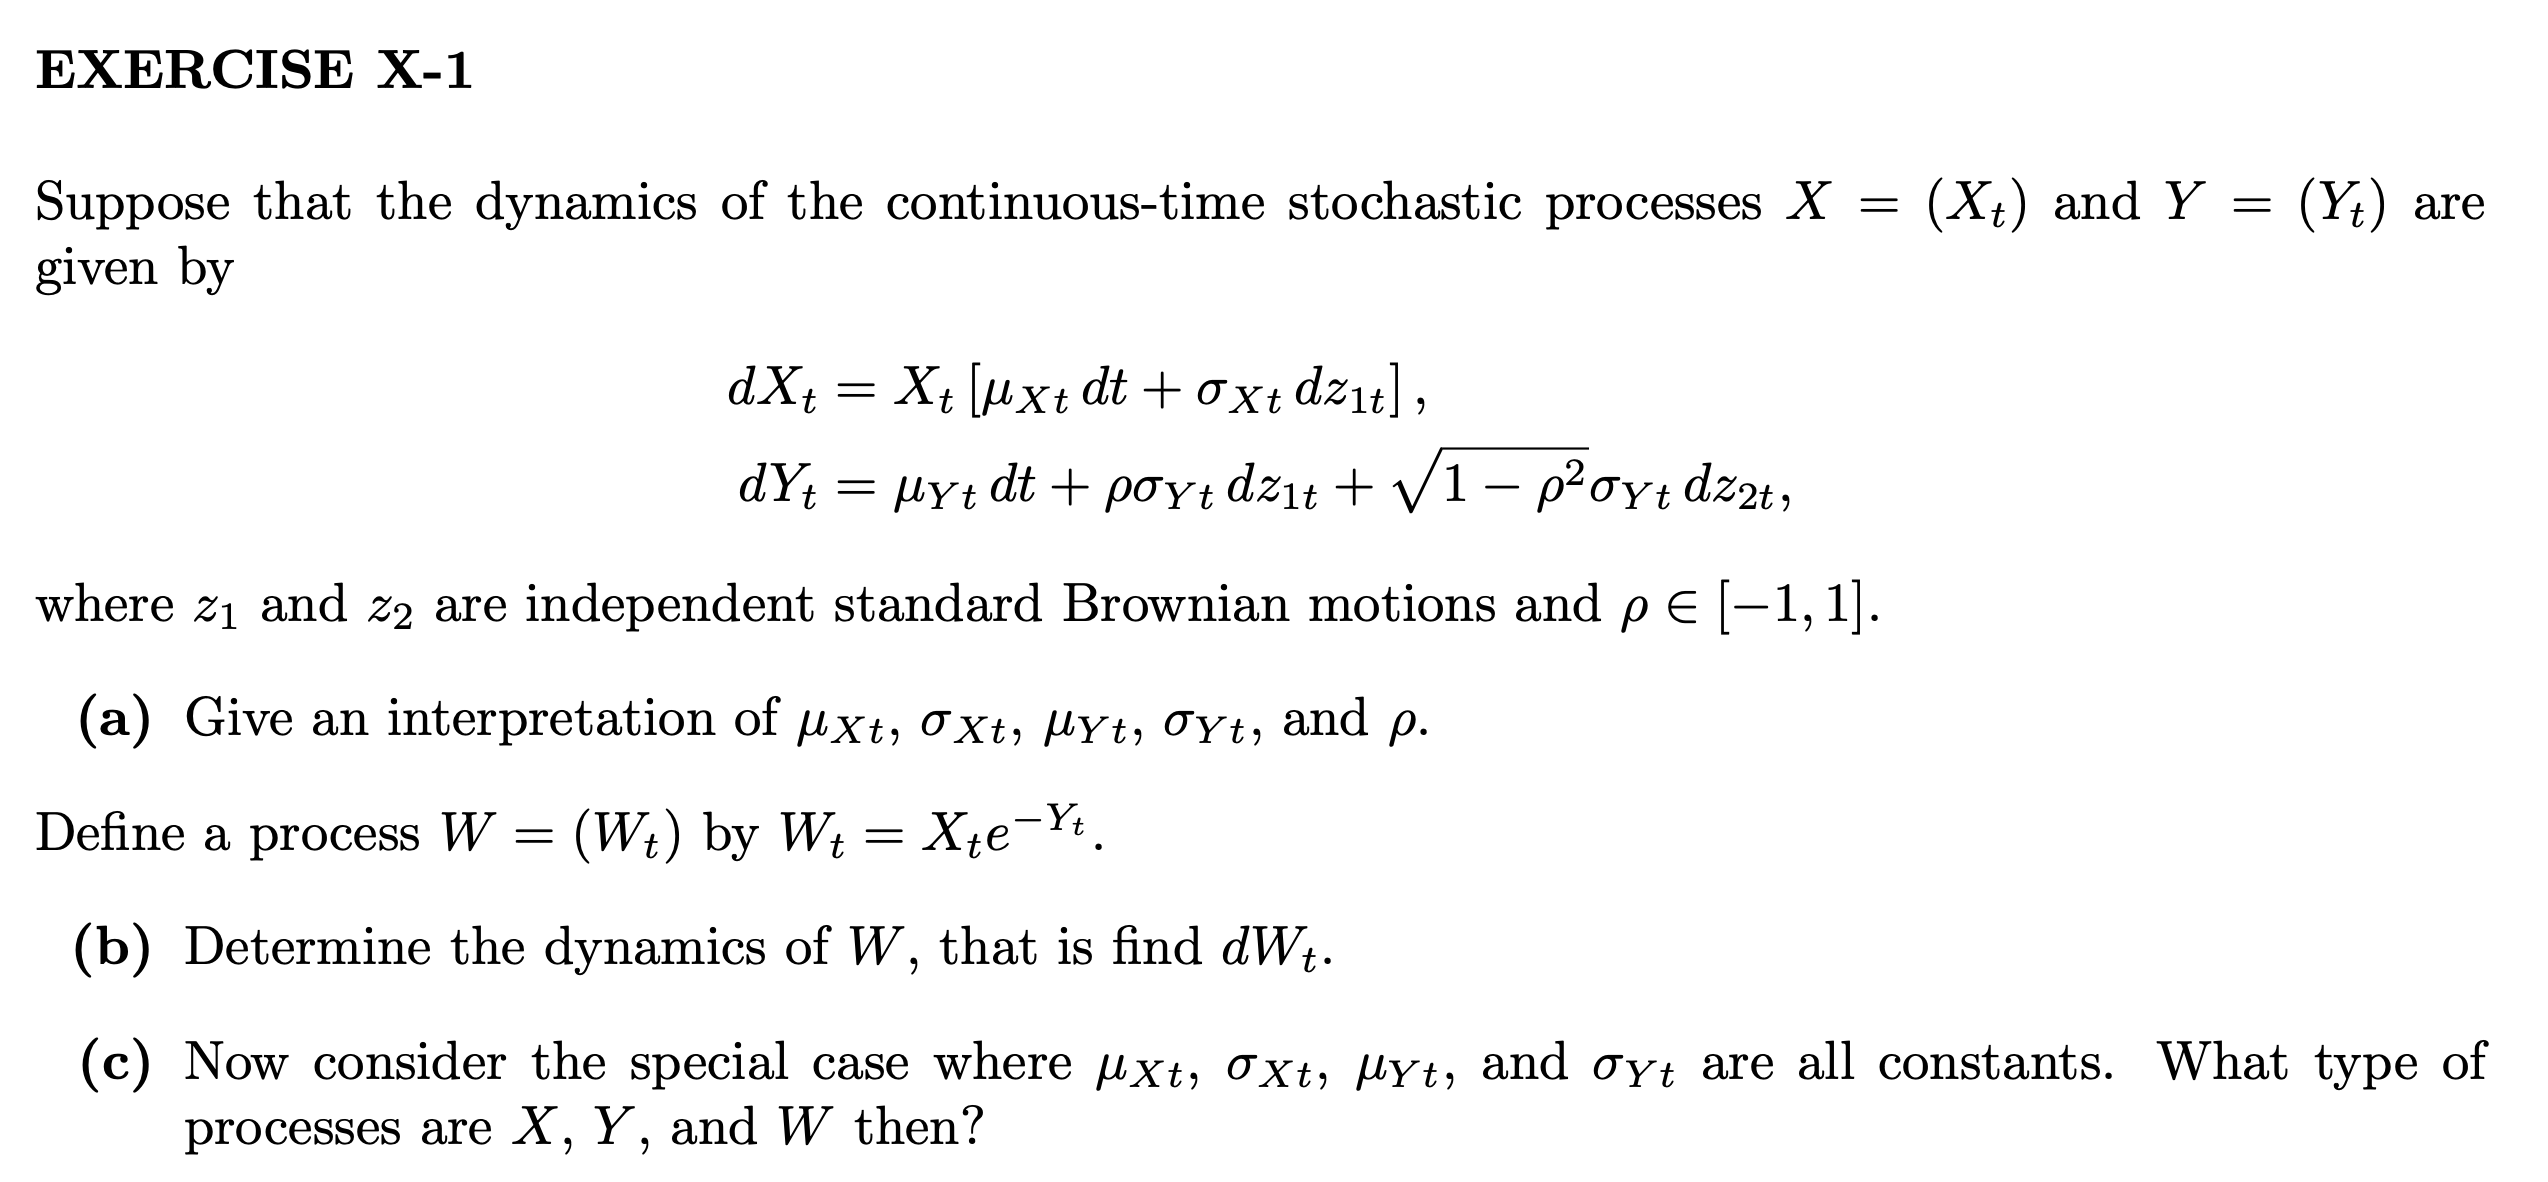 EXERCISE X-1
Suppose that the dynamics of the continuous-time stochastic processes $X = (X_t)$ and $Y = (Y_t)$ are
given by
$dX_t = X_t [\mu_{Xt} \, dt + \sigma_{Xt} \, dz_{1t}],$
$dY_t = \mu_{Yt} \, dt + \rho\sigma_{Yt} \, dz_{1t} + \sqrt{1 - \rho^2}\sigma_{Yt} \, dz_{2t},$
where $z_1$ and $z_2$ are independent standard Brownian motions and $\rho \in [-1, 1]$.
(a) Give an interpretation of $\mu_{Xt}$, $\sigma_{Xt}$, $\mu_{Yt}$, $\sigma_{Yt}$, and $\rho$.
Define a process $W = (W_t)$ by $W_t = X_t e^{-Y_t}$.
(b) Determine the dynamics of $W$, that is find $dW_t$.
(c) Now consider the special case where $\mu_{Xt}$, $\sigma_{Xt}$, $\mu_{Yt}$, and $\sigma_{Yt}$ are all constants. What type of
processes are $X$, $Y$, and $W$ then?